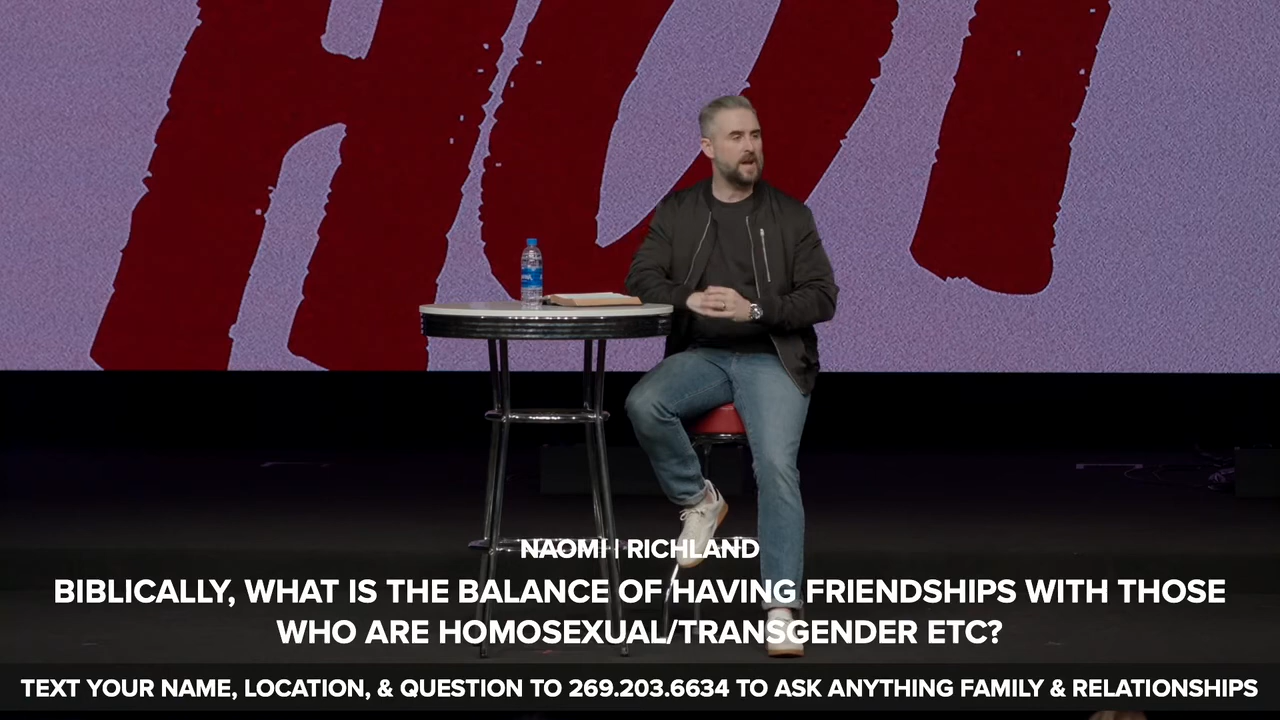 NAOMI | RICHLAND
BIBLICALLY, WHAT IS THE BALANCE OF HAVING FRIENDSHIPS WITH THOSE
WHO ARE HOMOSEXUAL/TRANSGENDER ETC?
TEXT YOUR NAME, LOCATION, & QUESTION TO 269.203.6634 TO ASK ANYTHING FAMILY & RELATIONSHIPS